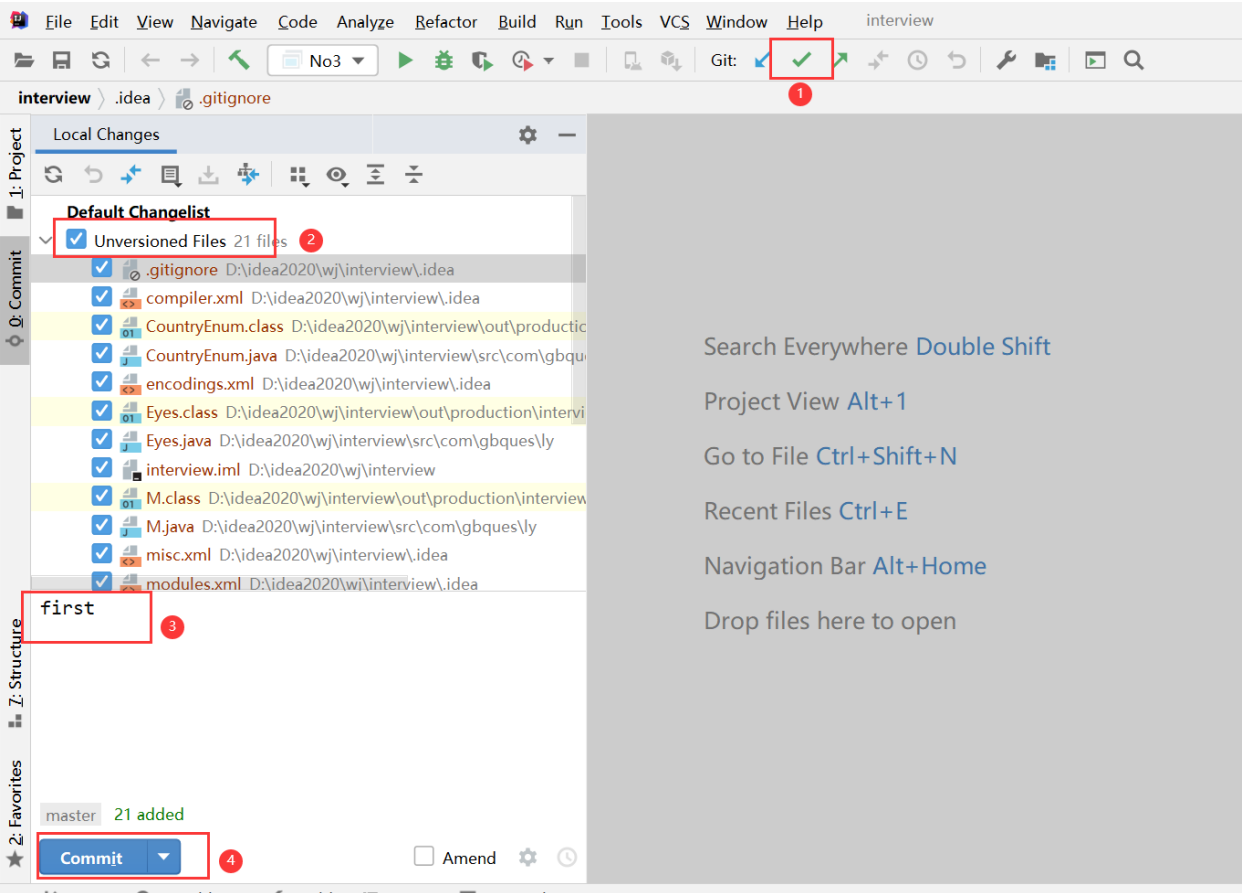 File Edit View Navigate Code Analyze Refactor Build Run Tools VCS Window Help interview
No3 Git:
1
interview .idea .gitignore
1: Project
0: Commit
7: Structure
2: Favorites
Local Changes
Default Changelist
Unversioned Files 21 files
2
.gitignore D:\idea2020\wj\interview\.idea
compiler.xml D:\idea2020\wj\interview\.idea
CountryEnum.class D:\idea2020\wj\interview\out\productic
CountryEnum.java D:\idea2020\wj\interview\src\com\gbque
encodings.xml D:\idea2020\wj\interview\.idea
Eyes.class D:\idea2020\wj\interview\out\production\intervi
Eyes.java D:\idea2020\wj\interview\src\com\gbques\ly
interview.iml D:\idea2020\wj\interview
M.class D:\idea2020\wj\interview\out\production\interview
M.java D:\idea2020\wj\interview\src\com\gbques\ly
misc.xml D:\idea2020\wj\interview\.idea
modules.xml D:\idea2020\wj\interview\.idea
first
3
master 21 added
Commit
4
Amend
Search Everywhere Double Shift
Project View Alt+1
Go to File Ctrl+Shift+N
Recent Files Ctrl+E
Navigation Bar Alt+Home
Drop files here to open